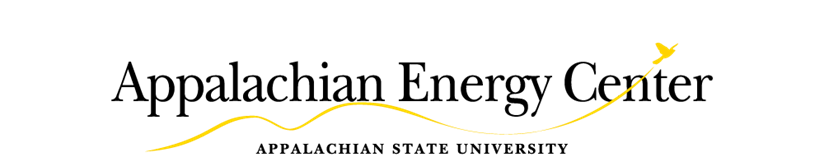 Appalachian Energy Center
APPALACHIAN STATE UNIVERSITY